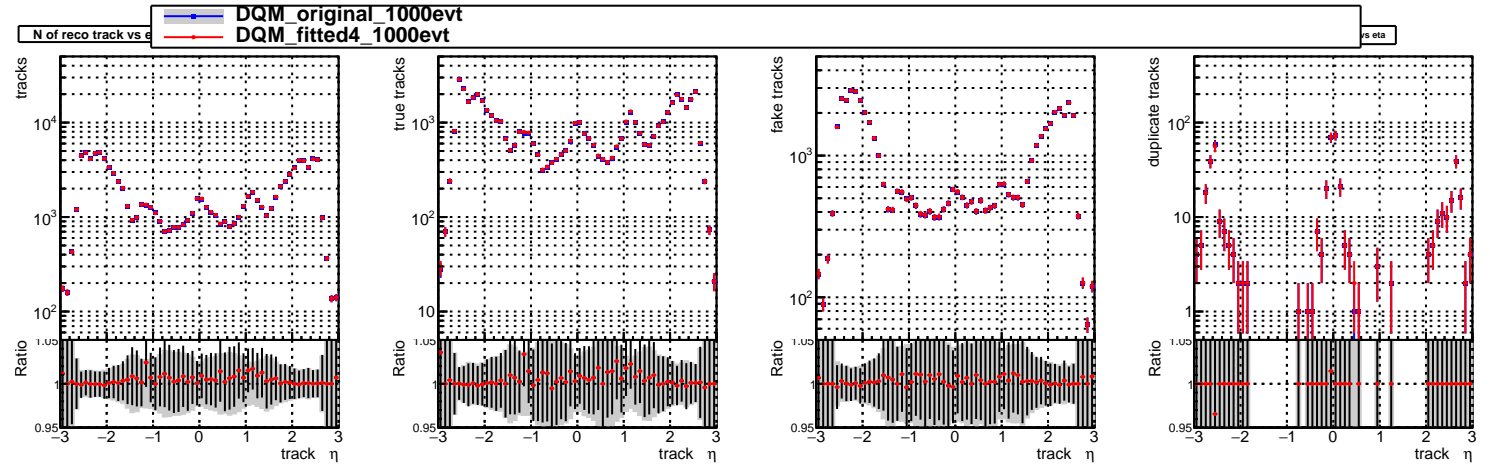 DQM_original_1000evt
DQM_fitted4_1000evt
N of reco track vs
vs eta
tracks
10⁴
10³
10²
Ratio
1.05
1
0.95
−3 −2 −1 0 1 2 3
track η
true tracks
10⁴
10³
10²
10
Ratio
1.05
1
0.95
−3 −2 −1 0 1 2 3
track η
fake tracks
10³
10²
Ratio
1.05
1
0.95
−3 −2 −1 0 1 2 3
track η
duplicate tracks
10²
10
1
Ratio
1.05
1
0.95
−3 −2 −1 0 1 2 3
track η